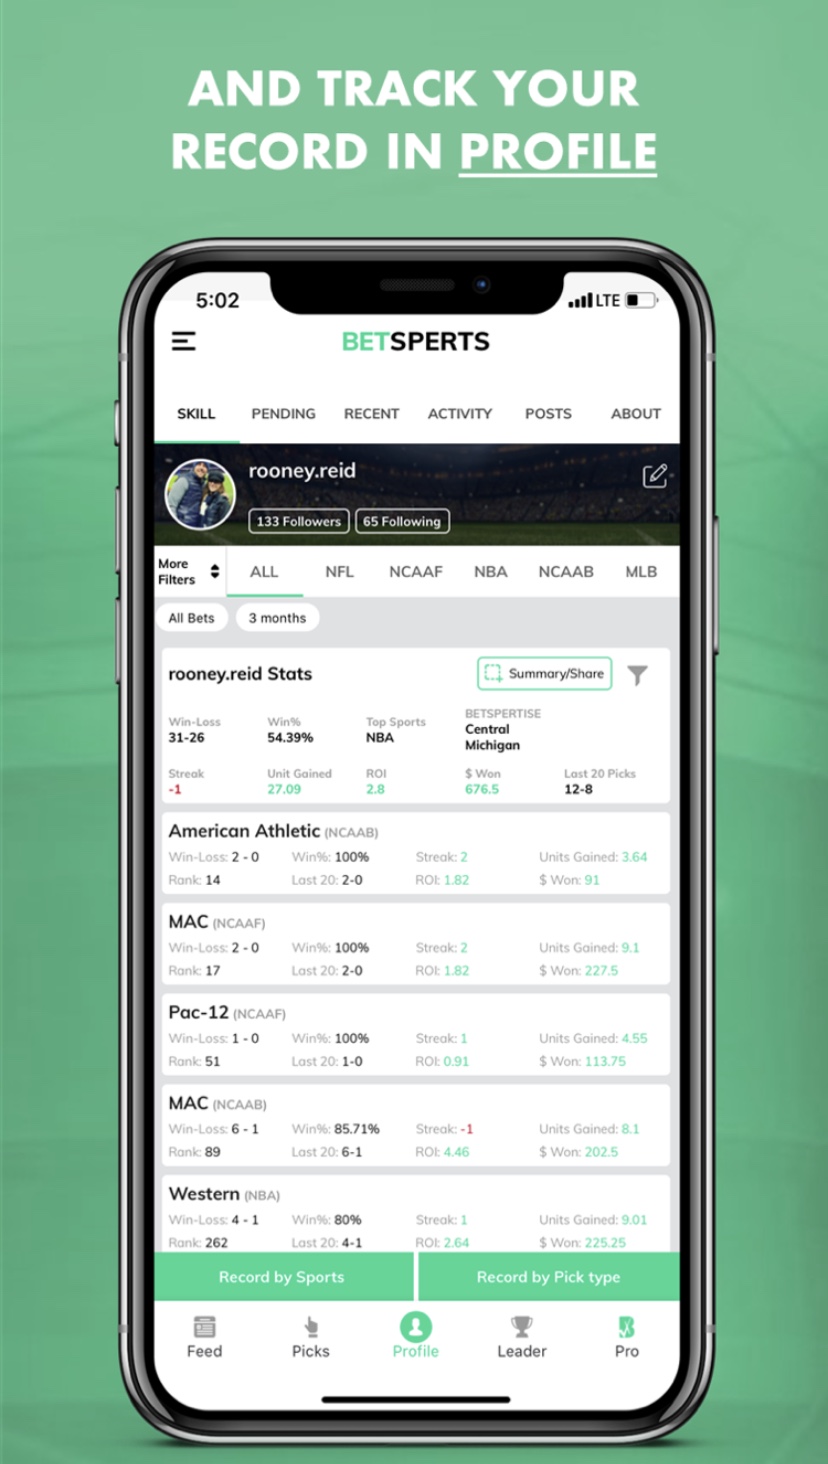 AND TRACK YOUR
RECORD IN PROFILE
5:02 LTE
BETSPERTS
SKILL PENDING RECENT ACTIVITY POSTS ABOUT
rooney.reid
133 Followers 65 Following
More Filters ALL NFL NCAAF NBA NCAAB MLB
All Bets 3 months
rooney.reid Stats Summary/Share
Win-Loss Win% Top Sports BETSPERTISE
31-26 54.39% NBA Central Michigan
Streak Unit Gained ROI $ Won Last 20 Picks
-1 27.09 2.8 676.5 12-8
American Athletic (NCAAB)
Win-Loss: 2 - 0 Win%: 100% Streak: 2 Units Gained: 3.64
Rank: 14 Last 20: 2-0 ROI: 1.82 $ Won: 91
MAC (NCAAF)
Win-Loss: 2 - 0 Win%: 100% Streak: 2 Units Gained: 9.1
Rank: 17 Last 20: 2-0 ROI: 1.82 $ Won: 227.5
Pac-12 (NCAAF)
Win-Loss: 1 - 0 Win%: 100% Streak: 1 Units Gained: 4.55
Rank: 51 Last 20: 1-0 ROI: 0.91 $ Won: 113.75
MAC (NCAAB)
Win-Loss: 6 - 1 Win%: 85.71% Streak: -1 Units Gained: 8.1
Rank: 89 Last 20: 6-1 ROI: 4.46 $ Won: 202.5
Western (NBA)
Win-Loss: 4 - 1 Win%: 80% Streak: 1 Units Gained: 9.01
Rank: 262 Last 20: 4-1 ROI: 2.64 $ Won: 225.25
Record by Sports Record by Pick type
Feed Picks Profile Leader Pro